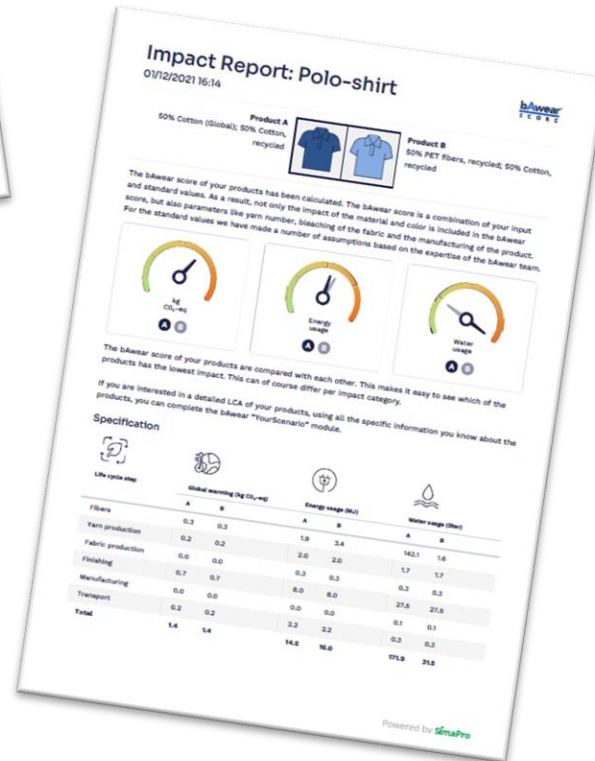 Impact Report: Polo-shirt
01/12/2021 16:14
bAwear
SCORE
Product A
50% Cotton (Global); 50% Cotton,
recycled
Product B
50% PET fibers, recycled; 50% Cotton,
recycled
The bAwear score of your products has been calculated. The bAwear score is a combination of your input
and standard values. As a result, not only the impact of the material and color is included in the bAwear
score, but also parameters like yarn number, bleaching of the fabric and the manufacturing of the product.
For the standard values we have made a number of assumptions based on the expertise of the bAwear team.
kg
CO₂-eq
A B
Energy
usage
A B
Water
usage
A B
The bAwear score of your products are compared with each other. This makes it easy to see which of the
products has the lowest impact. This can of course differ per impact category.
If you are interested in a detailed LCA of your products, using all the specific information you know about the
products, you can complete the bAwear "YourScenario" module.
Specification
Life cycle step Global warming (kg CO₂-eq) Energy usage (MJ) Water usage (liter)
A B A B A B
Fibers 0.3 0.3 1.9 3.4 142.1 1.6
Yarn production 0.2 0.2 2.0 2.0 1.7 1.7
Fabric production 0.0 0.0 0.3 0.3 0.3 0.3
Finishing 0.7 0.7 8.0 8.0 27.5 27.5
Manufacturing 0.0 0.0 0.0 0.0 0.1 0.1
Transport 0.2 0.2 2.2 2.2 0.3 0.3
Total 1.4 1.4 14.5 16.0 171.9 31.5
Powered by SimaPro